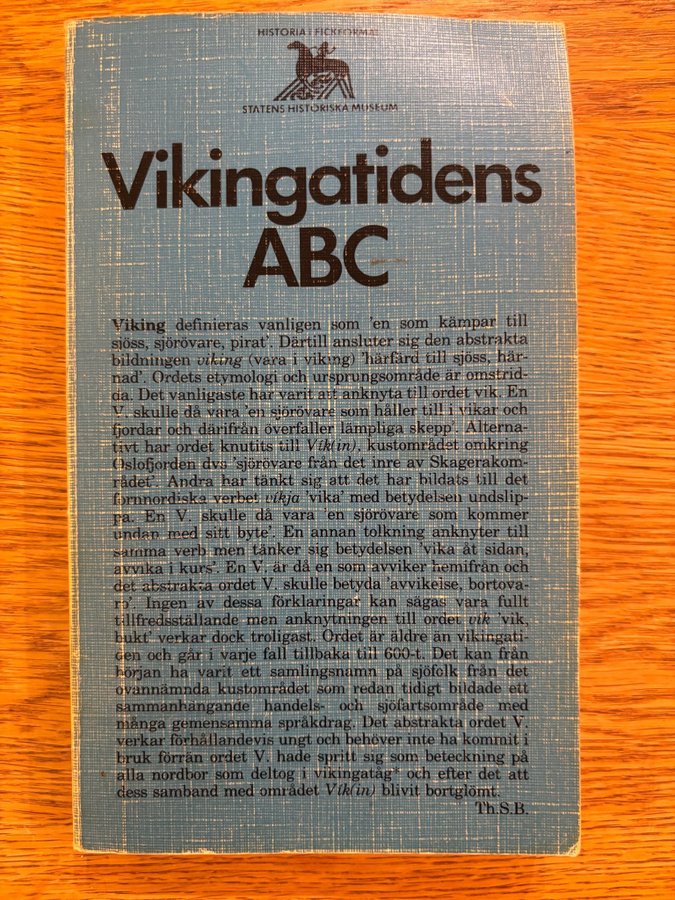 HISTORIA I FICKFORMAT
STATENS HISTORISKA MUSEUM
Vikingatidens
ABC
Viking definieras vanligen som 'en som kämpar till
sjöss, sjörövare, pirat'. Därtill ansluter sig den abstrakta
bildningen viking (vara i viking) 'härfärd till sjöss, här-
nad'. Ordets etymologi och ursprungsområde är omstrid-
da. Det vanligaste har varit att anknyta till ordet vik. En
V. skulle då vara 'en sjörövare som håller till i vikar och
fjordar och därifrån överfaller lämpliga skepp'. Alterna-
tivt har ordet knutits till Vík(in), kustområdet omkring
Oslofjorden dvs 'sjörövare från det inre av Skagerakom-
rådet'. Andra har tänkt sig att det har bildats till det
fornnordiska verbet víkja 'vika' med betydelsen undslip-
pa. En V. skulle då vara 'en sjörövare som kommer
undan med sitt byte'. En annan tolkning anknyter till
samma verb men tänker sig betydelsen 'vika åt sidan,
avvika i kurs'. En V. är då en som avviker hemifrån och
det abstrakta ordet V. skulle betyda 'avvikelse, bortova-
ro'. Ingen av dessa förklaringar kan sägas vara fullt
tillfredsställande men anknytningen till ordet vik 'vik,
bukt' verkar dock troligast. Ordet är äldre än vikingati-
den och går i varje fall tillbaka till 600-t. Det kan från
början ha varit ett samlingsnamn på sjöfolk från det
ovannämnda kustområdet som redan tidigt bildade ett
sammanhängande handels- och sjöfartsområde med
många gemensamma språkdrag. Det abstrakta ordet V.
verkar förhållandevis ungt och behöver inte ha kommit i
bruk förrän ordet V. hade spritt sig som beteckning på
alla nordbor som deltog i vikingatåg* och efter det att
dess samband med området Vík(in) blivit bortglömt.
Th.S.B.